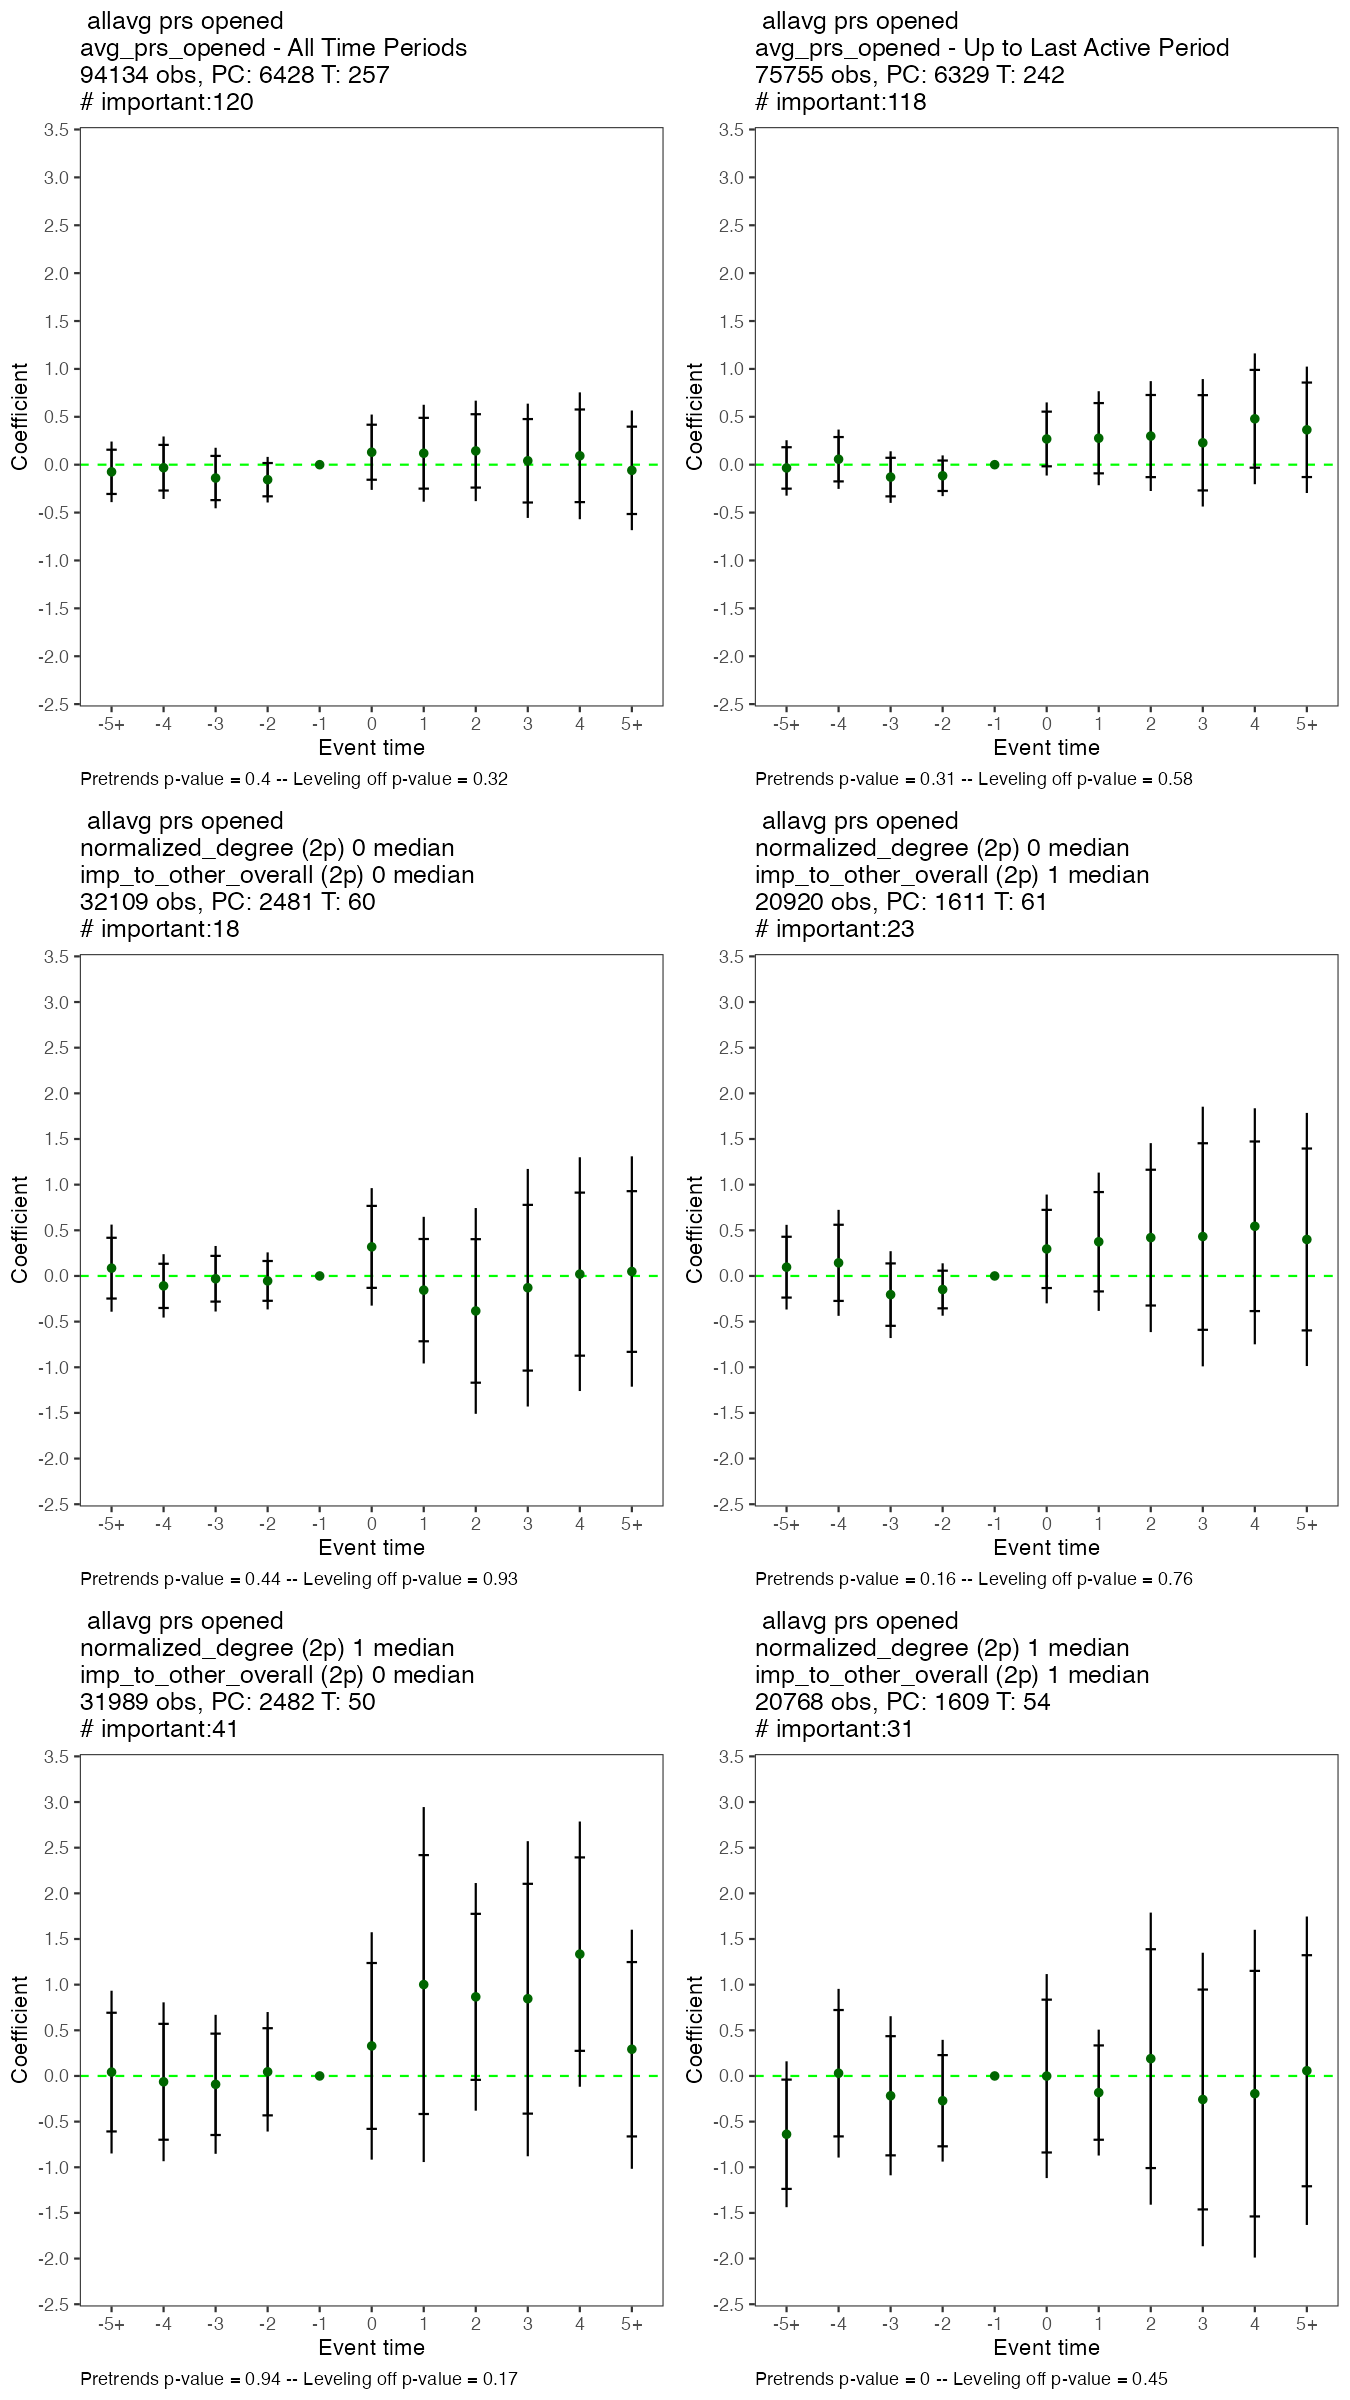 allavg prs opened
avg_prs_opened - All Time Periods
94134 obs, PC: 6428 T: 257
# important:120
3.5
3.0
2.5
2.0
1.5
1.0
0.5
0.0
-0.5
-1.0
-1.5
-2.0
-2.5
Coefficient
-5+ -4 -3 -2 -1 0 1 2 3 4 5+
Event time
Pretrends p-value = 0.4 -- Leveling off p-value = 0.32
allavg prs opened
avg_prs_opened - Up to Last Active Period
75755 obs, PC: 6329 T: 242
# important:118
3.5
3.0
2.5
2.0
1.5
1.0
0.5
0.0
-0.5
-1.0
-1.5
-2.0
-2.5
Coefficient
-5+ -4 -3 -2 -1 0 1 2 3 4 5+
Event time
Pretrends p-value = 0.31 -- Leveling off p-value = 0.58
allavg prs opened
normalized_degree (2p) 0 median
imp_to_other_overall (2p) 0 median
32109 obs, PC: 2481 T: 60
# important:18
3.5
3.0
2.5
2.0
1.5
1.0
0.5
0.0
-0.5
-1.0
-1.5
-2.0
-2.5
Coefficient
-5+ -4 -3 -2 -1 0 1 2 3 4 5+
Event time
Pretrends p-value = 0.44 -- Leveling off p-value = 0.93
allavg prs opened
normalized_degree (2p) 0 median
imp_to_other_overall (2p) 1 median
20920 obs, PC: 1611 T: 61
# important:23
3.5
3.0
2.5
2.0
1.5
1.0
0.5
0.0
-0.5
-1.0
-1.5
-2.0
-2.5
Coefficient
-5+ -4 -3 -2 -1 0 1 2 3 4 5+
Event time
Pretrends p-value = 0.16 -- Leveling off p-value = 0.76
allavg prs opened
normalized_degree (2p) 1 median
imp_to_other_overall (2p) 0 median
31989 obs, PC: 2482 T: 50
# important:41
3.5
3.0
2.5
2.0
1.5
1.0
0.5
0.0
-0.5
-1.0
-1.5
-2.0
-2.5
Coefficient
-5+ -4 -3 -2 -1 0 1 2 3 4 5+
Event time
Pretrends p-value = 0.94 -- Leveling off p-value = 0.17
allavg prs opened
normalized_degree (2p) 1 median
imp_to_other_overall (2p) 1 median
20768 obs, PC: 1609 T: 54
# important:31
3.5
3.0
2.5
2.0
1.5
1.0
0.5
0.0
-0.5
-1.0
-1.5
-2.0
-2.5
Coefficient
-5+ -4 -3 -2 -1 0 1 2 3 4 5+
Event time
Pretrends p-value = 0 -- Leveling off p-value = 0.45